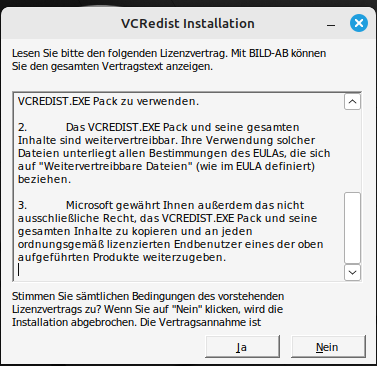 VCRedist Installation
Lesen Sie bitte den folgenden Lizenzvertrag. Mit BILD-AB können
Sie den gesamten Vertragstext anzeigen.
VCREDIST.EXE Pack zu verwenden.
2. Das VCREDIST.EXE Pack und seine gesamten
Inhalte sind weitervertreibbar. Ihre Verwendung solcher
Dateien unterliegt allen Bestimmungen des EULAs, die sich
auf "Weitervertreibbare Dateien" (wie im EULA definiert)
beziehen.
3. Microsoft gewährt Ihnen außerdem das nicht
ausschließliche Recht, das VCREDIST.EXE Pack und seine
gesamten Inhalte zu kopieren und an jeden
ordnungsgemäß lizenzierten Endbenutzer eines der oben
aufgeführten Produkte weiterzugeben.
Stimmen Sie sämtlichen Bedingungen des vorstehenden
Lizenzvertrags zu? Wenn Sie auf "Nein" klicken, wird die
Installation abgebrochen. Die Vertragsannahme ist
Ja
Nein